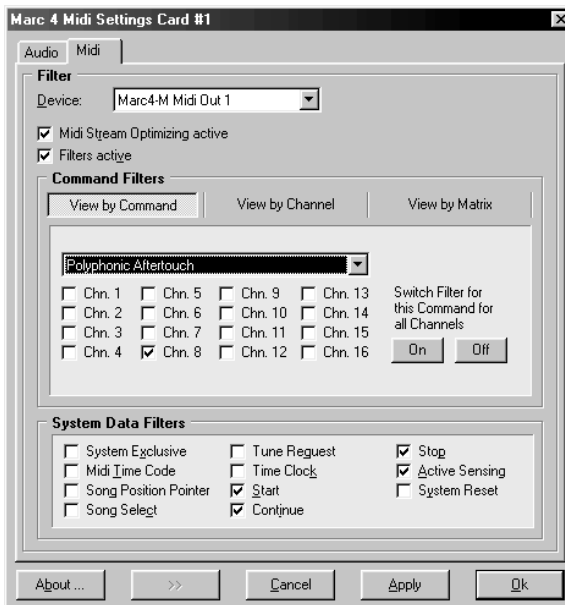 Marc 4 Midi Settings Card #1
Audio Midi
Filter
Device: Marc4-M Midi Out 1
Midi Stream Optimizing active
Filters active
Command Filters
View by Command View by Channel View by Matrix
Polyphonic Aftertouch
Chn. 1 Chn. 5 Chn. 9 Chn. 13
Chn. 2 Chn. 6 Chn. 10 Chn. 14
Chn. 3 Chn. 7 Chn. 11 Chn. 15
Chn. 4 Chn. 8 Chn. 12 Chn. 16
Switch Filter for
this Command for
all Channels
On Off
System Data Filters
System Exclusive Tune Request Stop
Midi Time Code Time Clock Active Sensing
Song Position Pointer Start System Reset
Song Select Continue
About ... >> Cancel Apply Ok